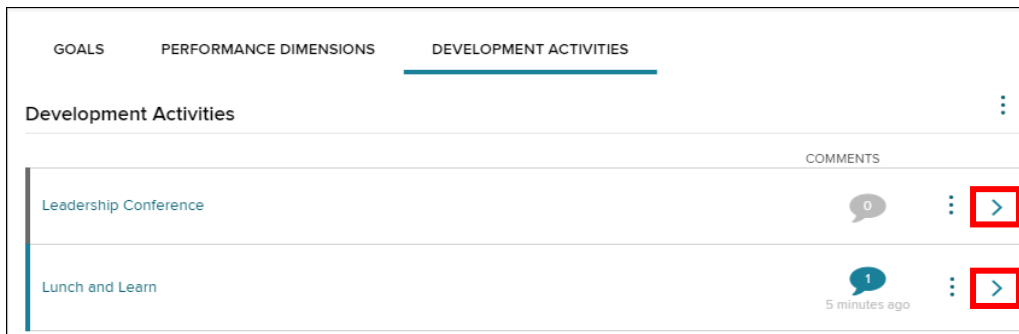 GOALS PERFORMANCE DIMENSIONS DEVELOPMENT ACTIVITIES
Development Activities
COMMENTS
Leadership Conference 0
Lunch and Learn 1
5 minutes ago